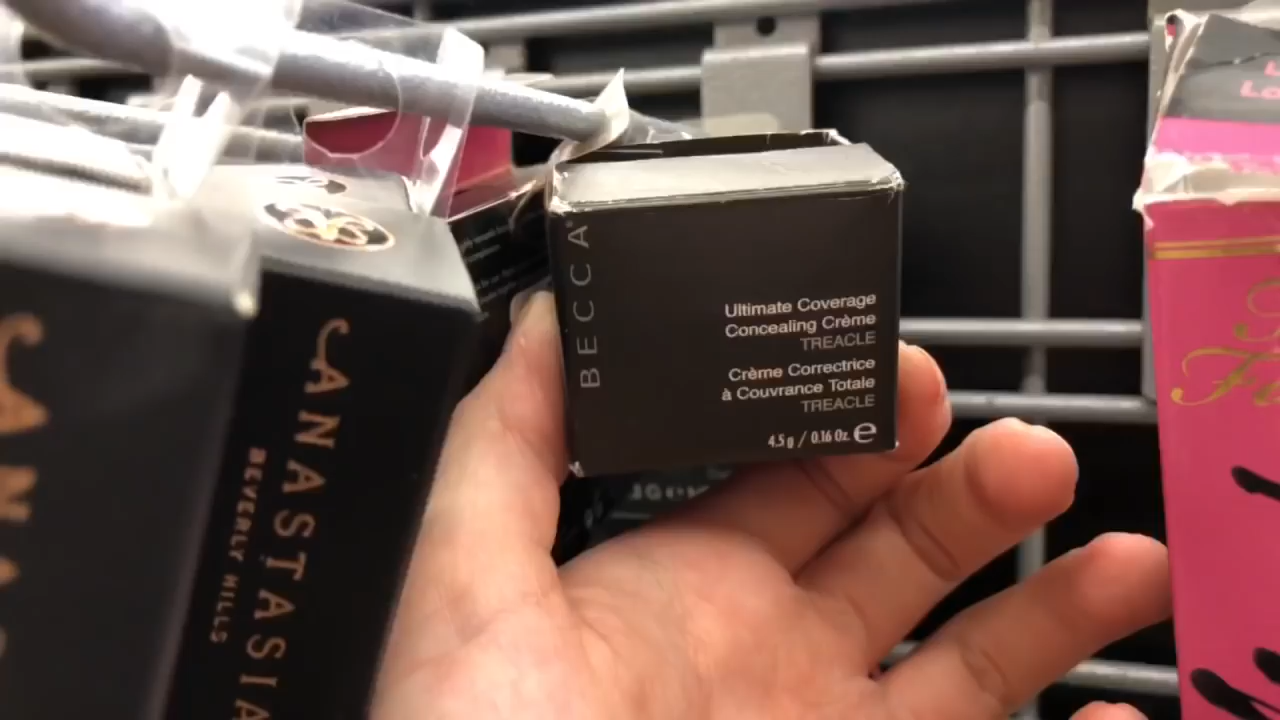 BECCA
Ultimate Coverage
Concealing Crème
TREACLE
Crème Correctrice
à Couvrance Totale
TREACLE
4.5 g / 0.16 Oz. e
ANASTASIA
BEVERLY HILLS